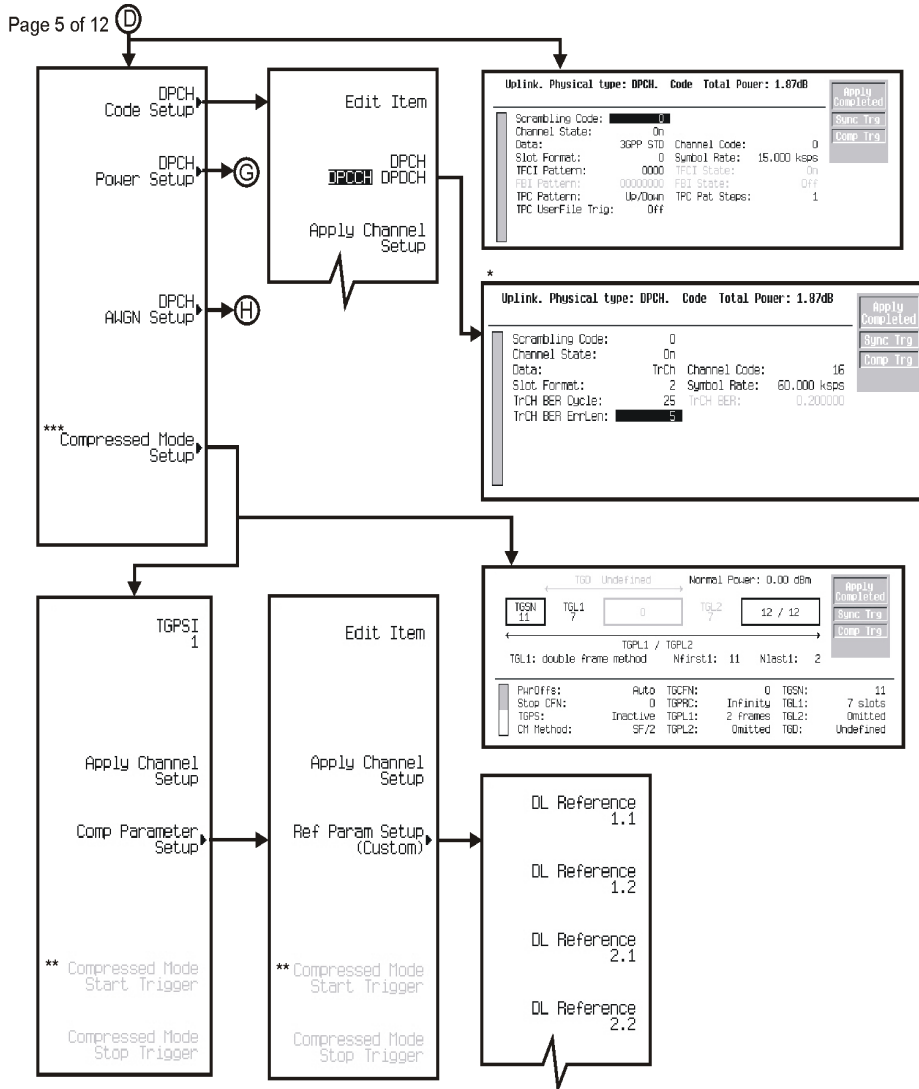 Page 5 of 12 D
DPCH
Code Setup
DPCH
Power Setup
G
DPCH
AWGN Setup
H
***Compressed Mode
Setup
Edit Item
DPCH
DPCCH DPDCH
Apply Channel
Setup
Uplink. Physical type: DPCH. Code Total Power: 1.87dB
Apply
Completed
Sync Trg
Comp Trg
Scrambling Code: 0
Channel State: On
Data: 3GPP STD Channel Code: 0
Slot Format: 0 Symbol Rate: 15.000 ksps
TFCI Pattern: 0000 TFCI State: On
FBI Pattern: 00000000 FBI State: Off
TPC Pattern: Up/Down TPC Pat Steps: 1
TPC UserFile Trig: Off
*
Uplink. Physical type: DPCH. Code Total Power: 1.87dB
Apply
Completed
Sync Trg
Comp Trg
Scrambling Code: 0
Channel State: On
Data: TrCh Channel Code: 16
Slot Format: 2 Symbol Rate: 60.000 ksps
TrCH BER Cycle: 25 TrCH BER: 0.200000
TrCH BER ErrLen: 5
TGD Undefined Normal Power: 0.00 dBm
Apply
Completed
Sync Trg
Comp Trg
TGSN
11
TGL1
7
0
TGL2
7
12 / 12
TGPL1 / TGPL2
TGL1: double frame method Nfirst1: 11 Nlast1: 2
PwrOffs: Auto TGCFN: 0 TGSN: 11
Stop CFN: 0 TGPRC: Infinity TGL1: 7 slots
TGPS: Inactive TGPL1: 2 frames TGL2: Omitted
CM Method: SF/2 TGPL2: Omitted TGD: Undefined
TGPSI
1
Apply Channel
Setup
Comp Parameter
Setup
** Compressed Mode
Start Trigger
Compressed Mode
Stop Trigger
Edit Item
Apply Channel
Setup
Ref Param Setup
(Custom)
** Compressed Mode
Start Trigger
Compressed Mode
Stop Trigger
DL Reference
1.1
DL Reference
1.2
DL Reference
2.1
DL Reference
2.2